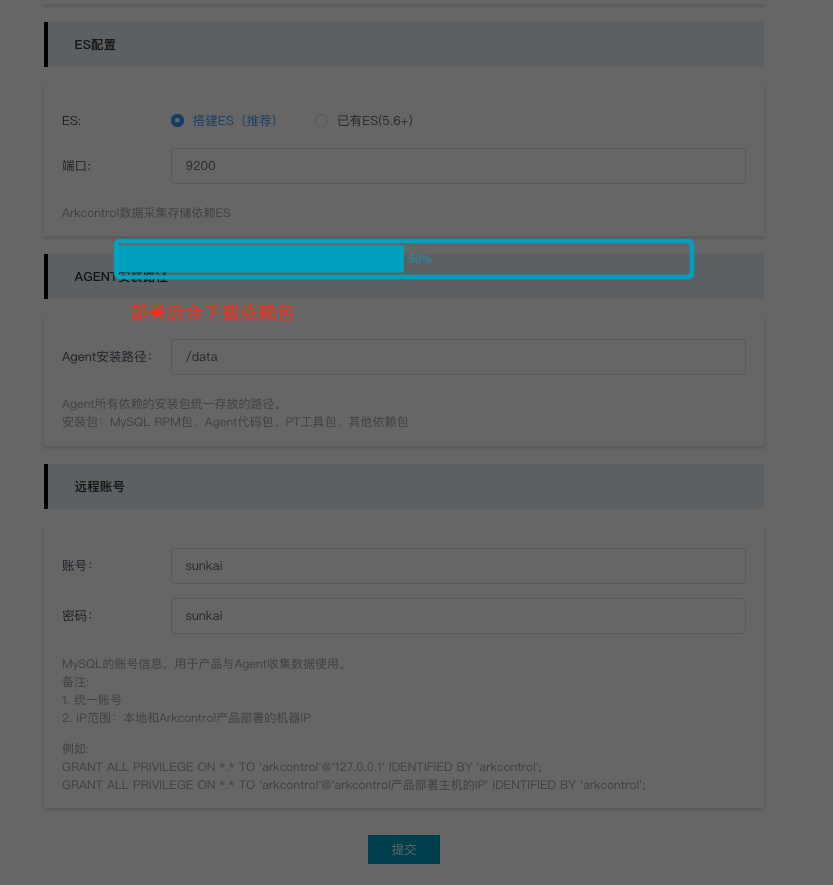 ES配置
ES:
搭建ES（推荐）
已有ES(5.6+)
端口:
9200
Arkcontrol数据采集存储依赖ES
50%
AGENT安装路径
部署后会下载依赖包
Agent安装路径:
/data
Agent所有依赖的安装包统一存放的路径。
安装包：MySQL RPM包、Agent代码包、PT工具包、其他依赖包
远程账号
账号:
sunkai
密码:
sunkai
MySQL的账号信息，用于产品与Agent收集数据使用。
备注:
1. 统一账号
2. IP范围：本地和Arkcontrol产品部署的机器IP
例如:
GRANT ALL PRIVILEGE ON *.* TO 'arkcontrol'@'127.0.0.1' IDENTIFIED BY 'arkcontrol';
GRANT ALL PRIVILEGE ON *.* TO 'arkcontrol'@'arkcontrol产品部署主机的IP' IDENTIFIED BY 'arkcontrol';
提交